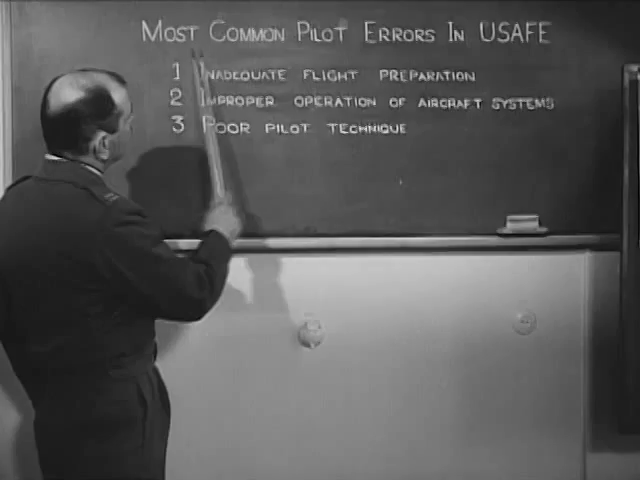 Most Common Pilot Errors In USAFE
1 Inadequate flight preparation
2 Improper operation of aircraft systems
3 Poor pilot technique